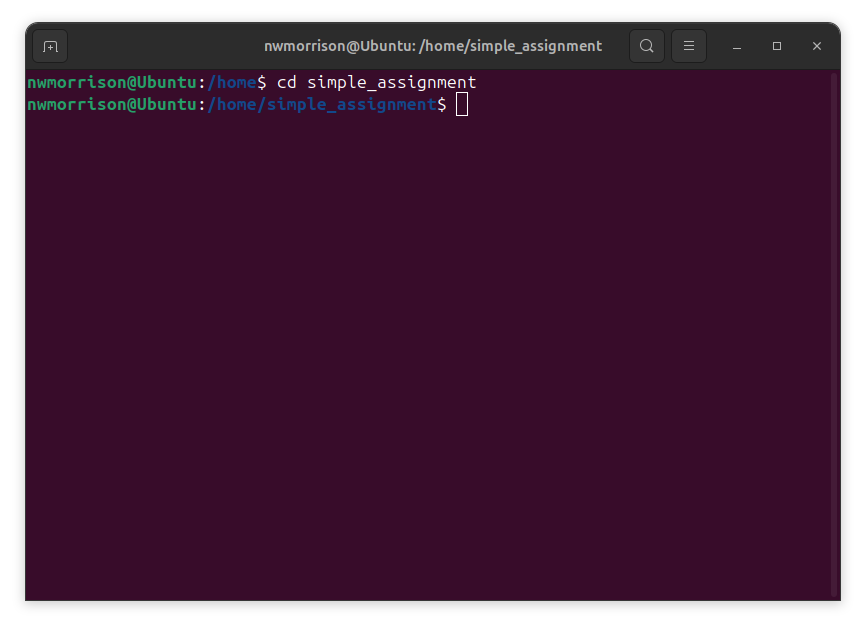 nwmorrison@Ubuntu: /home/simple_assignment
nwmorrison@Ubuntu:/home$ cd simple_assignment
nwmorrison@Ubuntu:/home/simple_assignment$